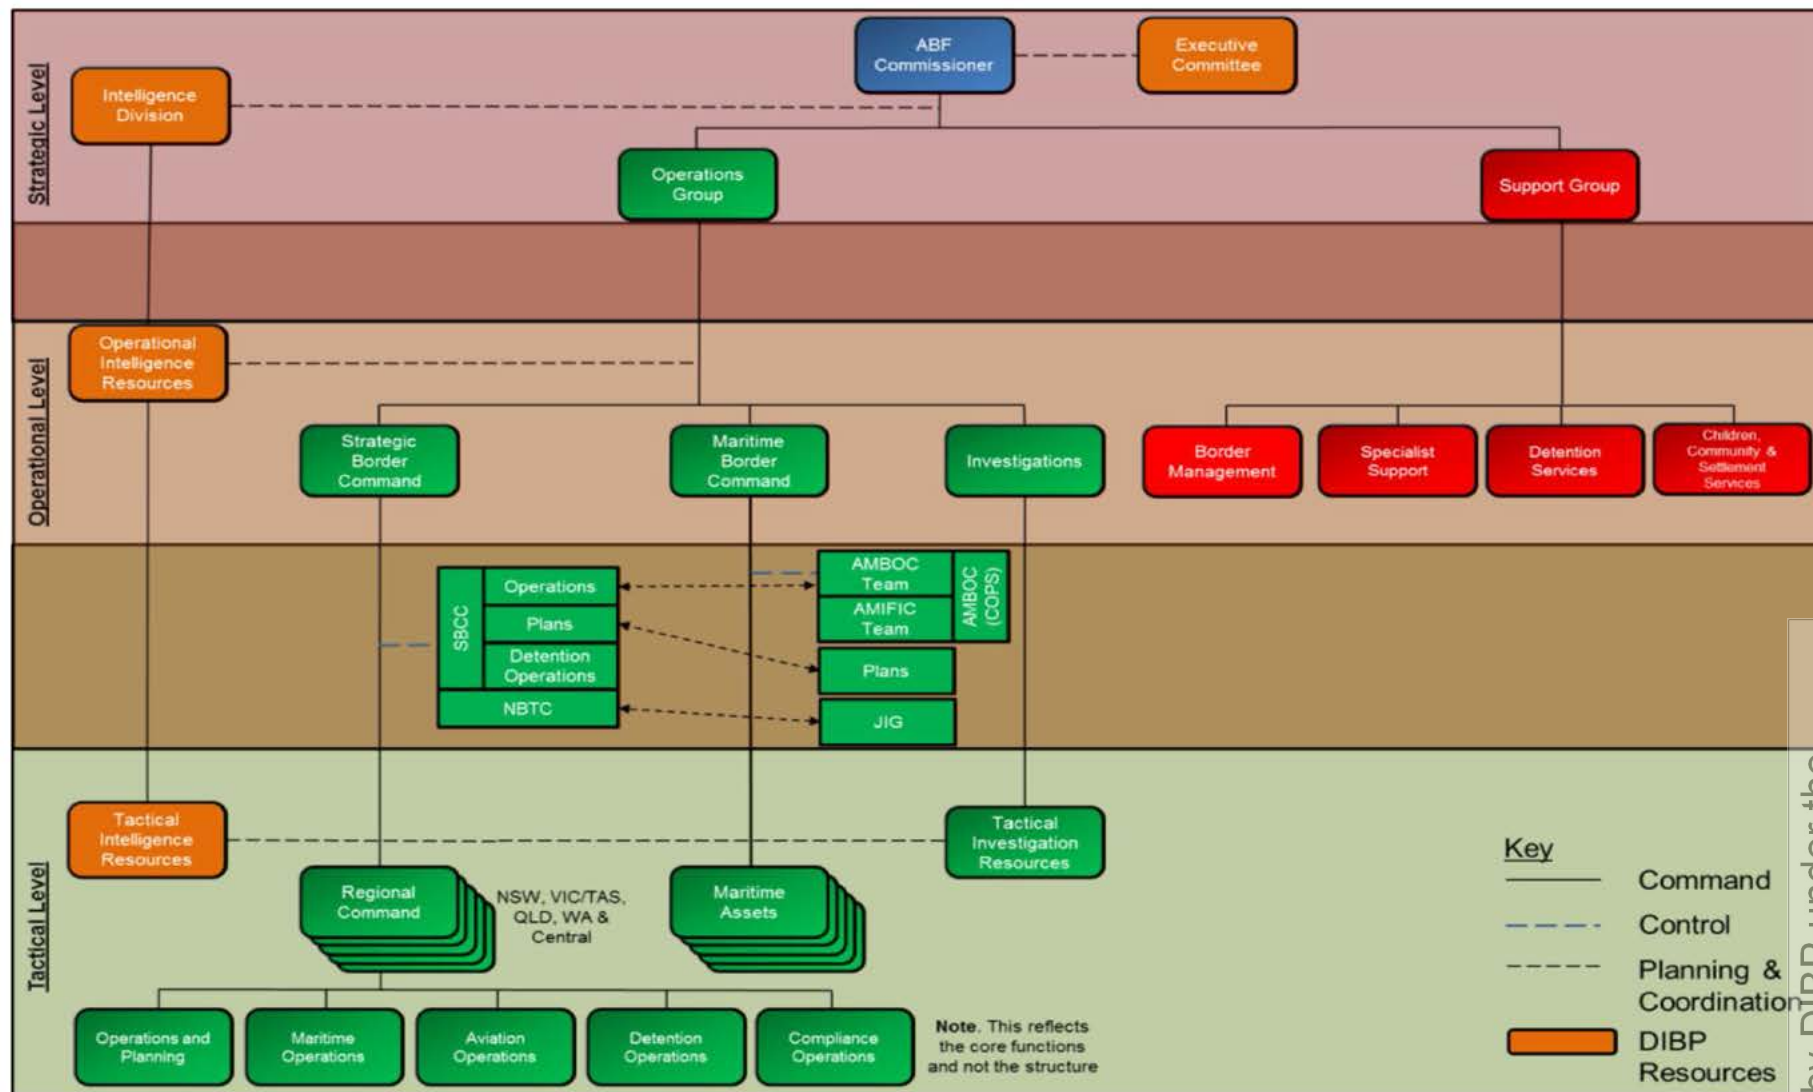 Strategic Level
ABF
Commissioner
Executive
Committee
Intelligence
Division
Operations
Group
Support Group
Operational Level
Operational
Intelligence
Resources
Strategic
Border
Command
Maritime
Border
Command
Investigations
Border
Management
Specialist
Support
Detention
Services
Children,
Community &
Settlement
Services
SBCC
Operations
Plans
Detention
Operations
NBTC
AMBOC
Team
AMIFIC
Team
AMBOC
(COPS)
Plans
JIG
Tactical Level
Tactical
Intelligence
Resources
Tactical
Investigation
Resources
Regional
Command
NSW, VIC/TAS,
QLD, WA &
Central
Maritime
Assets
Operations and
Planning
Maritime
Operations
Aviation
Operations
Detention
Operations
Compliance
Operations
Note. This reflects
the core functions
and not the structure
Key
Command
Control
Planning &
Coordination
DIBP
Resources
by DIBP under the